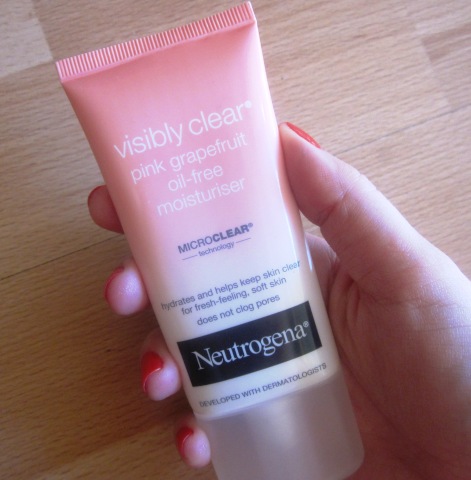 visibly clear®
pink grapefruit
oil-free
moisturiser
MICROCLEAR®
technology
hydrates and helps keep skin clear
for fresh-feeling, soft skin
does not clog pores
Neutrogena®
DEVELOPED WITH DERMATOLOGISTS